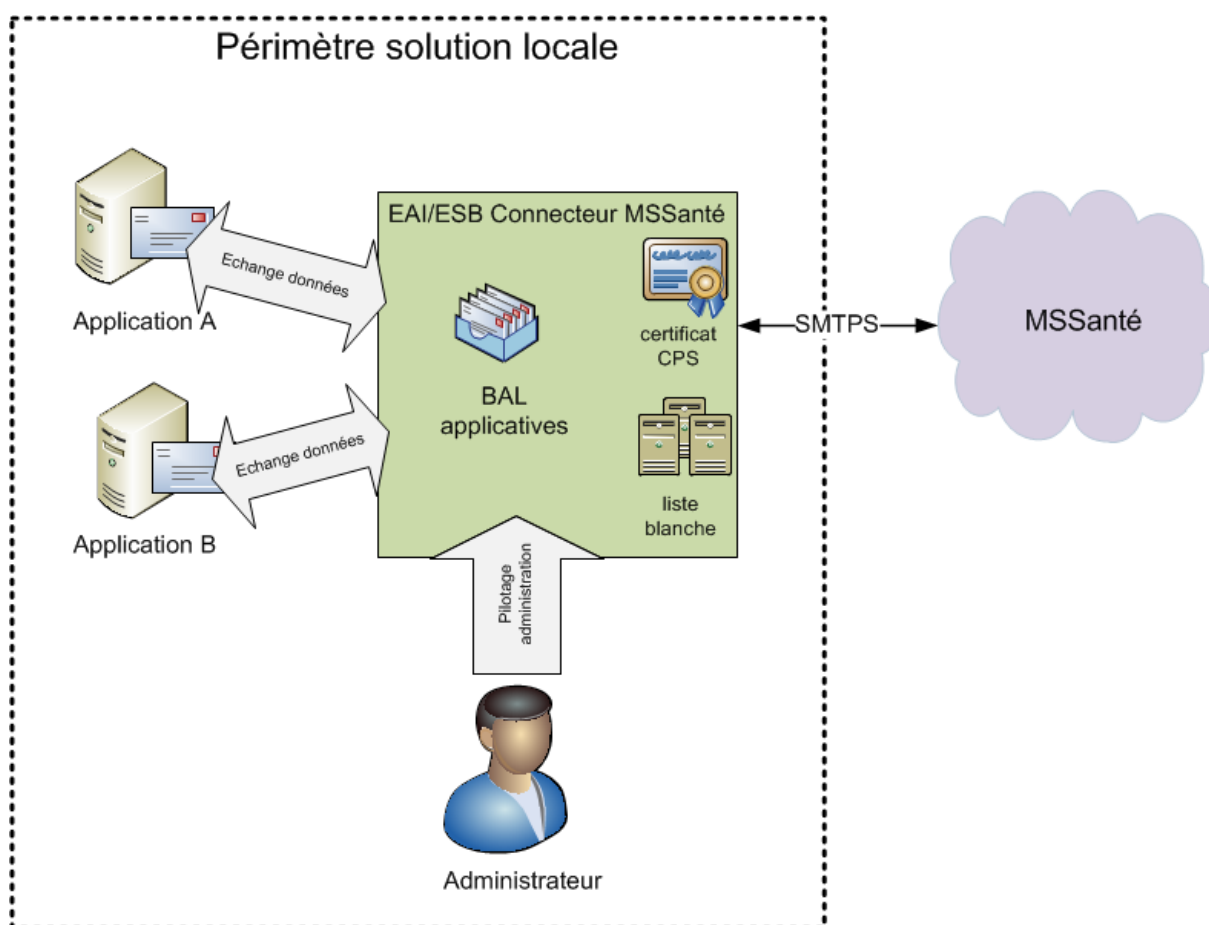 Périmètre solution locale
EAI/ESB Connecteur MSSanté
Echange données
Application A
certificat
CPS
SMTPS
MSSanté
BAL
applicatives
Echange données
liste
blanche
Application B
Pilotage
administration
Administrateur